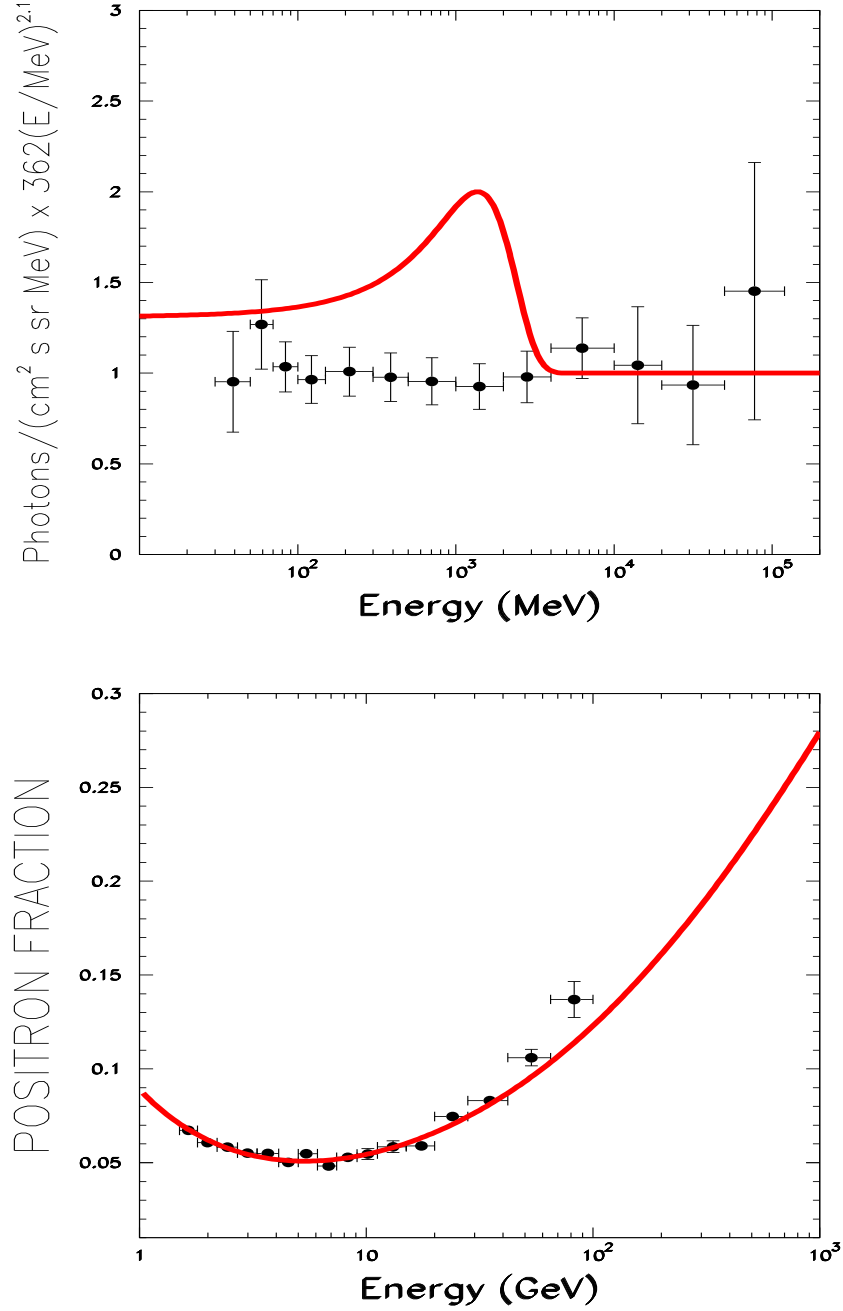 Photons/(cm² s sr MeV) x 362(E/MeV)²·¹
3
2.5
2
1.5
1
0.5
0
10² 10³ 10⁴ 10⁵
Energy (MeV)
POSITRON FRACTION
0.3
0.25
0.2
0.15
0.1
0.05
1 10 10² 10³
Energy (GeV)